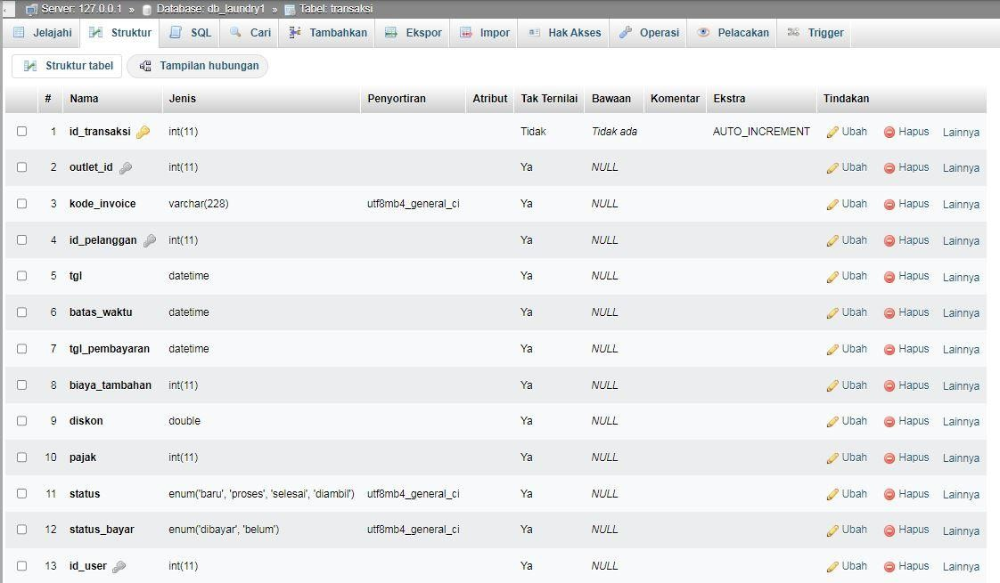 Server: 127.0.0.1 » Database: db_laundry1 » Tabel: transaksi
Jelajahi Struktur SQL Cari Tambahkan Ekspor Impor Hak Akses Operasi Pelacakan Trigger
Struktur tabel Tampilan hubungan
# Nama Jenis Penyortiran Atribut Tak Ternilai Bawaan Komentar Ekstra Tindakan
1 id_transaksi int(11) Tidak Tidak ada AUTO_INCREMENT Ubah Hapus Lainnya
2 outlet_id int(11) Ya NULL Ubah Hapus Lainnya
3 kode_invoice varchar(228) utf8mb4_general_ci Ya NULL Ubah Hapus Lainnya
4 id_pelanggan int(11) Ya NULL Ubah Hapus Lainnya
5 tgl datetime Ya NULL Ubah Hapus Lainnya
6 batas_waktu datetime Ya NULL Ubah Hapus Lainnya
7 tgl_pembayaran datetime Ya NULL Ubah Hapus Lainnya
8 biaya_tambahan int(11) Ya NULL Ubah Hapus Lainnya
9 diskon double Ya NULL Ubah Hapus Lainnya
10 pajak int(11) Ya NULL Ubah Hapus Lainnya
11 status enum('baru', 'proses', 'selesai', 'diambil') utf8mb4_general_ci Ya NULL Ubah Hapus Lainnya
12 status_bayar enum('dibayar', 'belum') utf8mb4_general_ci Ya NULL Ubah Hapus Lainnya
13 id_user int(11) Ya NULL Ubah Hapus Lainnya